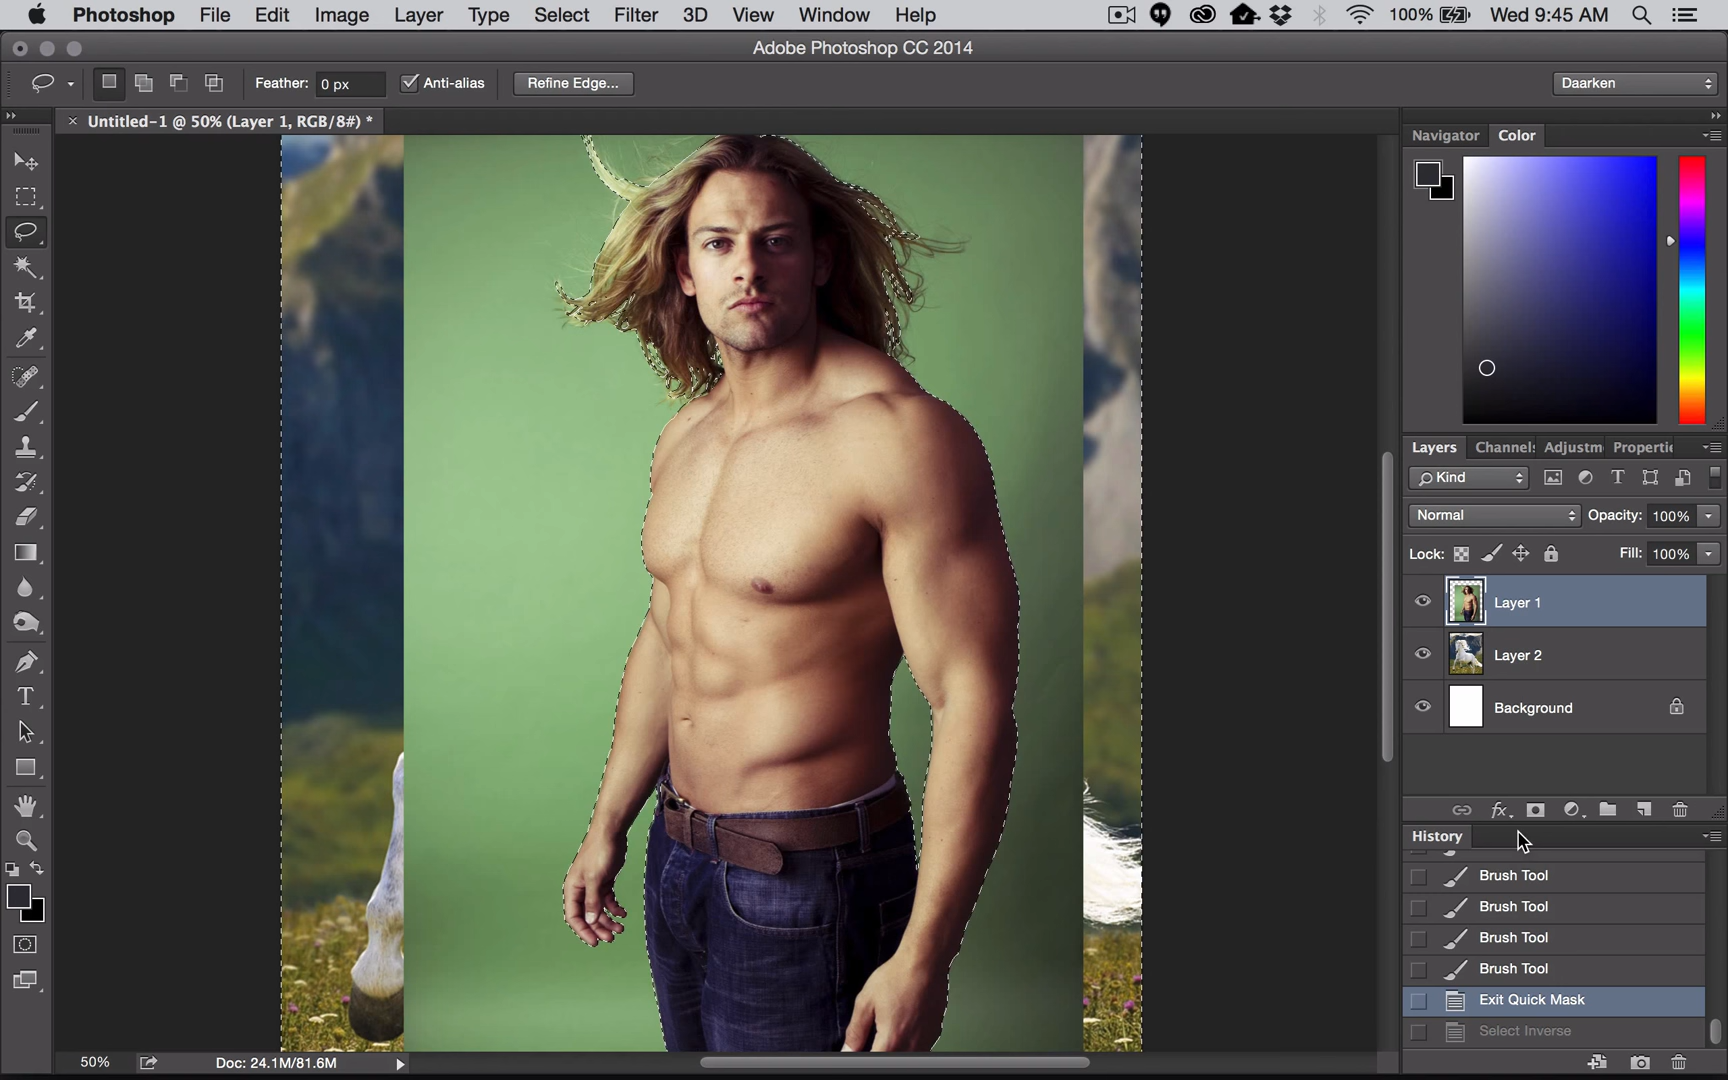 Photoshop File Edit Image Layer Type Select Filter 3D View Window Help 100% Wed 9:45 AM
Adobe Photoshop CC 2014
Feather: 0 px Anti-alias Refine Edge... Daarken
× Untitled-1 @ 50% (Layer 1, RGB/8#) *
Navigator Color
Layers Channels Adjustm Properti
Kind
Normal Opacity: 100%
Lock: Fill: 100%
Layer 1
Layer 2
Background
fx
History
Brush Tool
Brush Tool
Brush Tool
Brush Tool
Exit Quick Mask
Select Inverse
50% Doc: 24.1M/81.6M